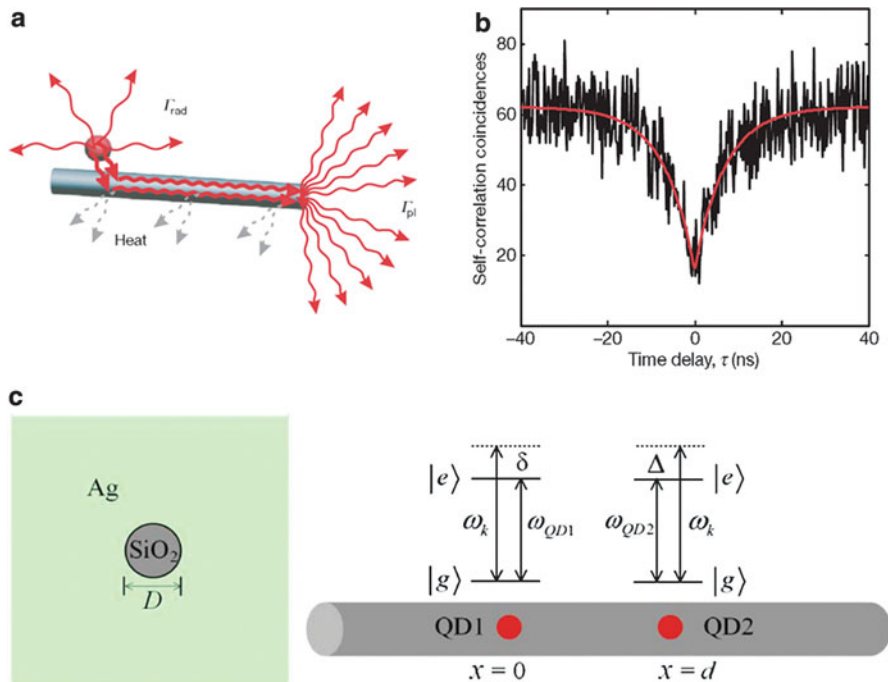 a
Γrad
Heat
Γpl
b
Self-correlation coincidences
80
60
40
20
−40
−20
0
20
40
Time delay, τ (ns)
c
Ag
SiO₂
D
δ
Δ
|e⟩
|e⟩
ωk
ωQD1
ωQD2
ωk
|g⟩
|g⟩
QD1
QD2
x = 0
x = d